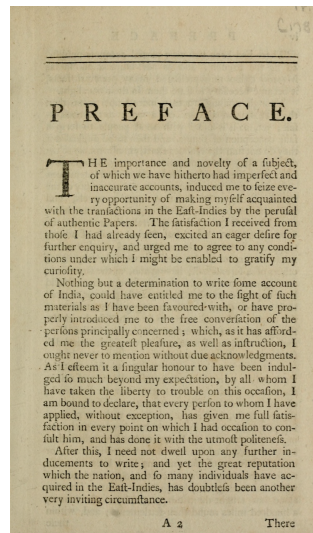 PREFACE.
THE importance and novelty of a ſubject,
of which we have hitherto had imperfect and
inaccurate accounts, induced me to ſeize eve-
ry opportunity of making myſelf acquainted
with the tranſactions in the Eaſt-Indies by the peruſal
of authentic Papers. The ſatisfaction I received from
thoſe I had already ſeen, excited an eager deſire for
further enquiry, and urged me to agree to any condi-
tions under which I might be enabled to gratify my
curioſity.
Nothing but a determination to write ſome account
of India, could have entitled me to the ſight of ſuch
materials as I have been favoured with, or have pro-
perly introduced me to the free converſation of the
perſons principally concerned; which, as it has afford-
ed me the greateſt pleaſure, as well as inſtruction, I
ought never to mention without due acknowledgments.
As I eſteem it a ſingular honour to have been indul-
ged ſo much beyond my expectation, by all whom I
have taken the liberty to trouble on this occaſion, I
am bound to declare, that every perſon to whom I have
applied, without exception, has given me full ſatis-
faction in every point on which I had occaſion to con-
ſult him, and has done it with the utmoſt politeneſs.
After this, I need not dwell upon any further in-
ducements to write; and yet the great reputation
which the nation, and ſo many individuals have ac-
quired in the Eaſt-Indies, has doubtleſs been another
very inviting circumſtance.
A 2 There